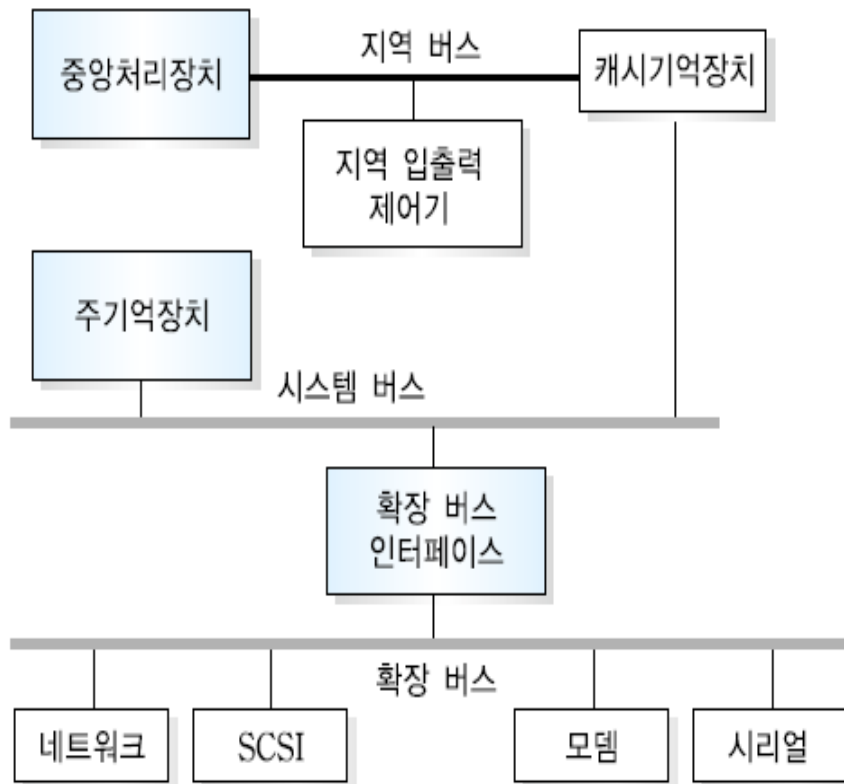 중앙처리장치
지역 버스
캐시기억장치
지역 입출력
제어기
주기억장치
시스템 버스
확장 버스
인터페이스
확장 버스
네트워크
SCSI
모뎀
시리얼